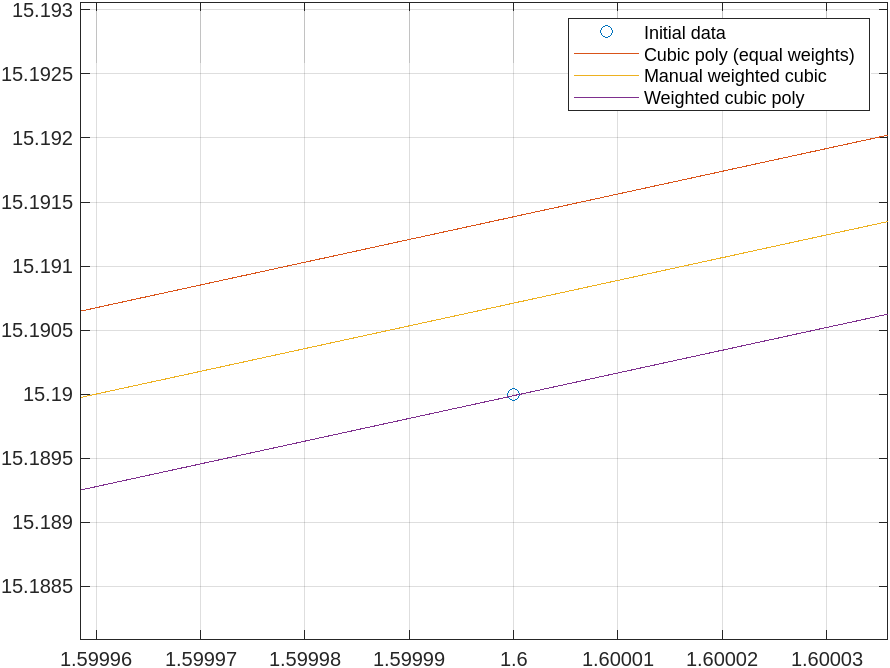 15.193
15.1925
15.192
15.1915
15.191
15.1905
15.19
15.1895
15.189
15.1885
Initial data
Cubic poly (equal weights)
Manual weighted cubic
Weighted cubic poly
1.59996 1.59997 1.59998 1.59999 1.6 1.60001 1.60002 1.60003